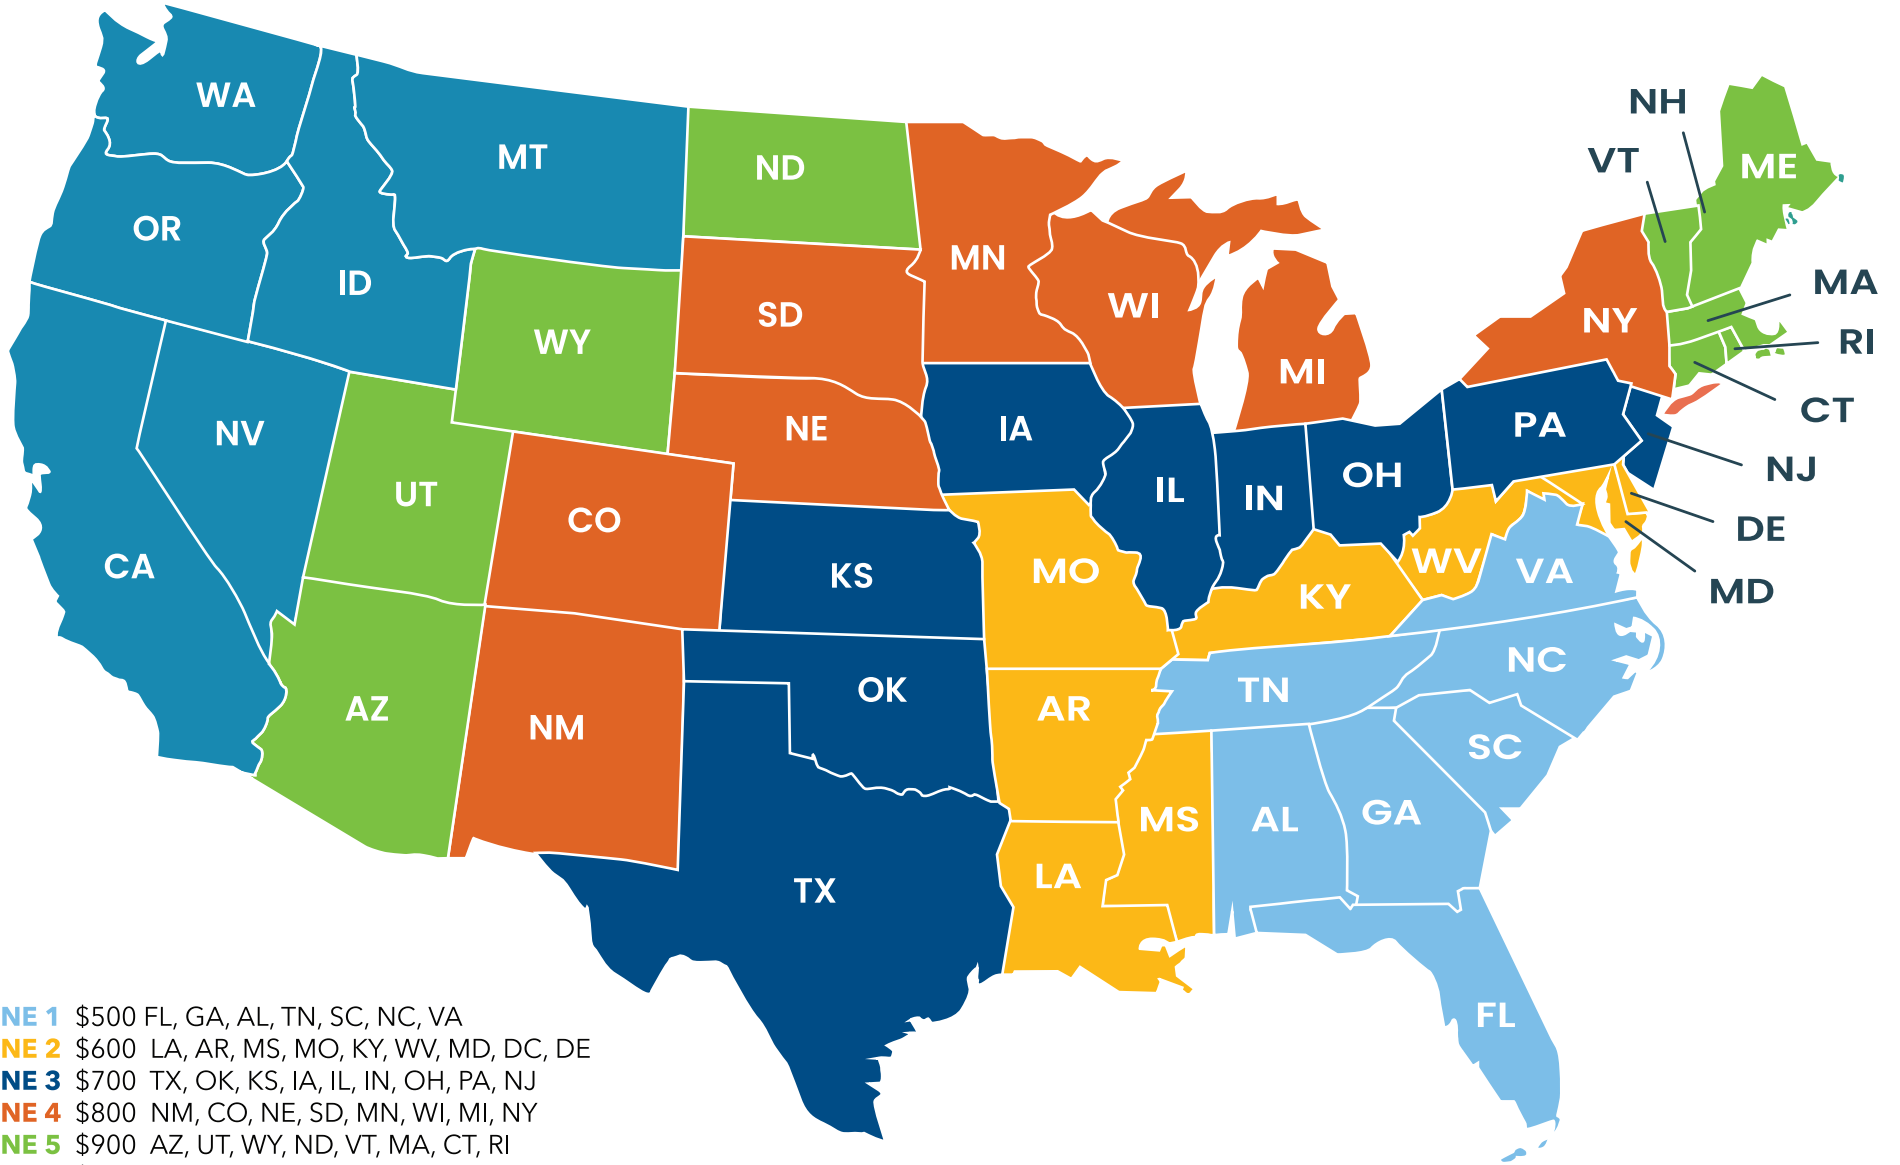 WA
NH
VT
ME
MT
ND
OR
MN
ID
MA
WI
SD
NY
RI
WY
MI
CT
NV
NE
IA
PA
NJ
UT
IL
IN
OH
CO
DE
CA
KS
MO
WV
VA
KY
MD
NC
OK
TN
AZ
AR
NM
SC
MS
AL
GA
TX
LA
FL
NE 1 $500 FL, GA, AL, TN, SC, NC, VA
NE 2 $600 LA, AR, MS, MO, KY, WV, MD, DC, DE
NE 3 $700 TX, OK, KS, IA, IL, IN, OH, PA, NJ
NE 4 $800 NM, CO, NE, SD, MN, WI, MI, NY
NE 5 $900 AZ, UT, WY, ND, VT, MA, CT, RI